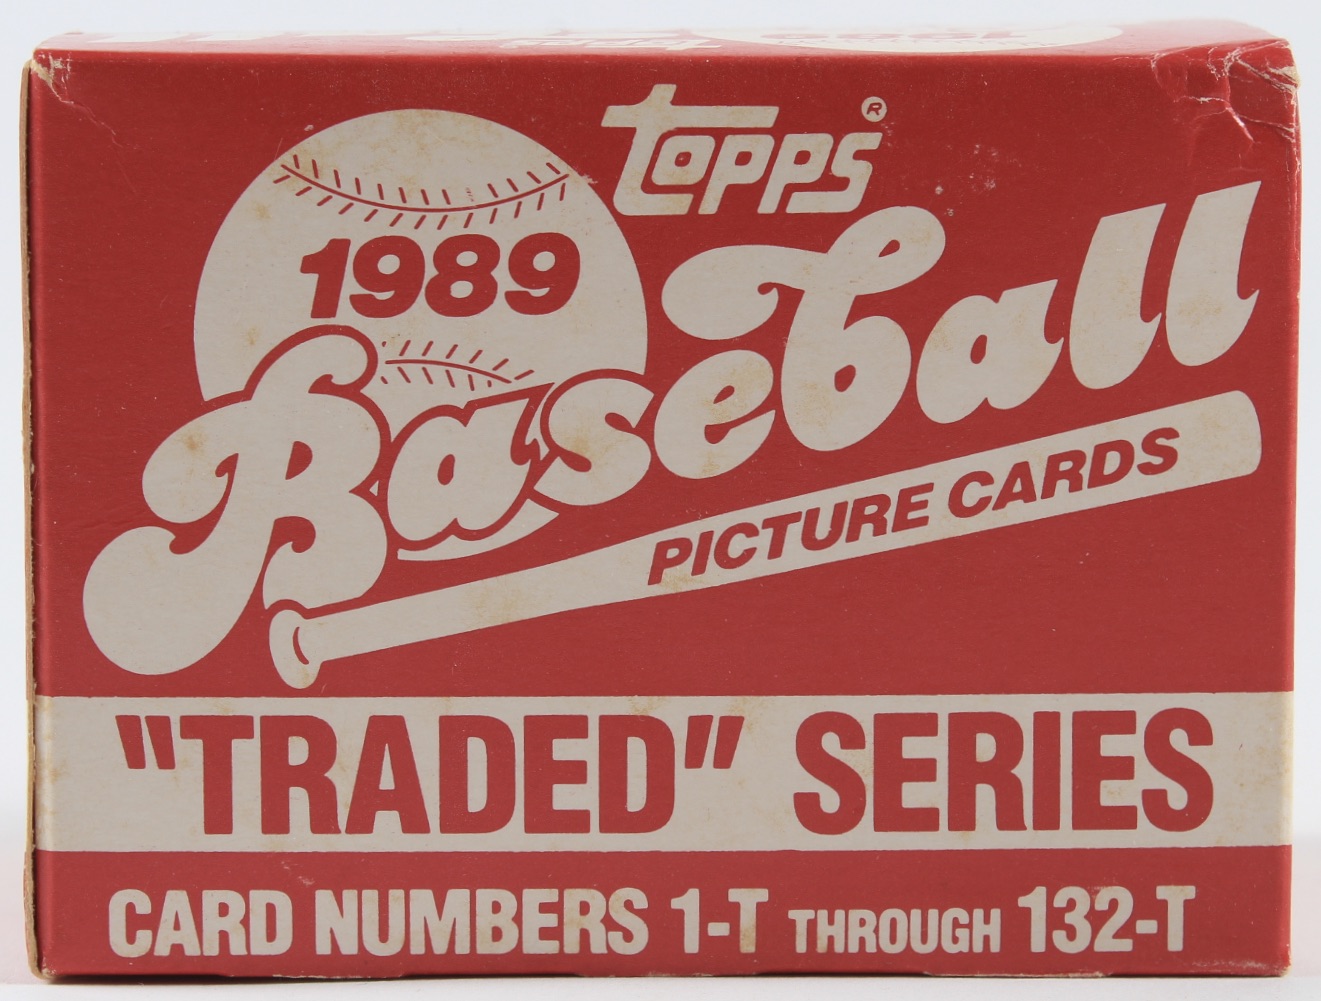 Topps®
1989
Baseball
PICTURE CARDS
"TRADED" SERIES
CARD NUMBERS 1-T THROUGH 132-T